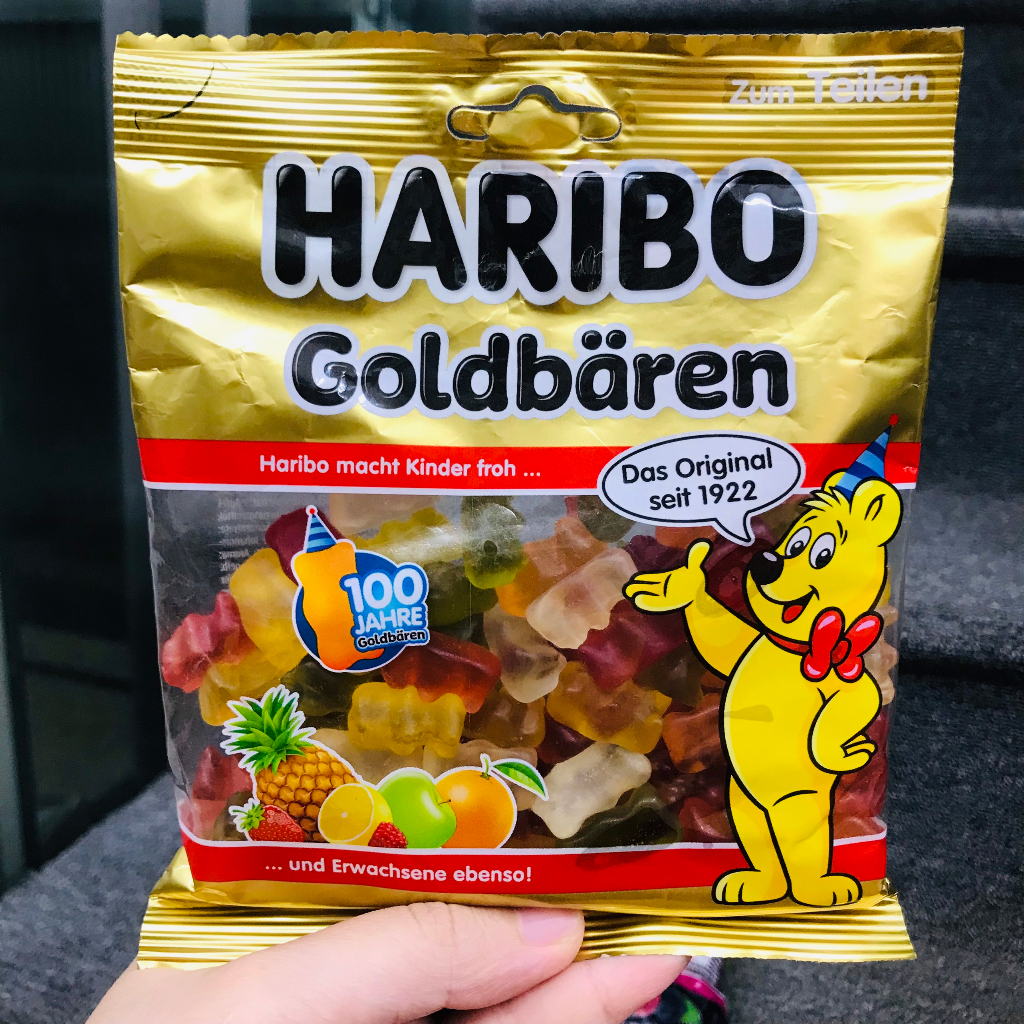 Zum Teilen
HARIBO
Goldbären
Haribo macht Kinder froh ...
Das Original
seit 1922
100
JAHRE
Goldbären
... und Erwachsene ebenso!